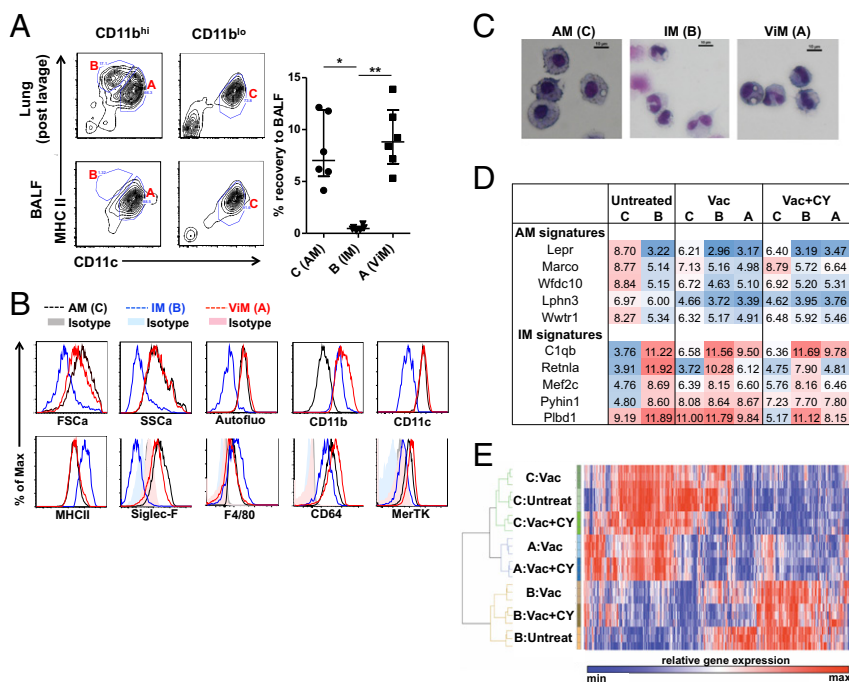 A
CD11bhi
CD11blo
Lung
(post lavage)
BALF
MHC II
CD11c
B
A
C
B
A
C
% recovery to BALF
15
10
5
0
*
**
C (AM)
B (IM)
A (ViM)
B
AM (C)
IM (B)
ViM (A)
Isotype
Isotype
Isotype
% of Max
FSCa
SSCa
Autofluo
CD11b
CD11c
MHCII
Siglec-F
F4/80
CD64
MerTK
C
AM (C)
IM (B)
ViM (A)
D
Untreated
Vac
Vac+CY
C B C B A C B A
AM signatures
Lepr 8.70 3.22 6.21 2.96 3.17 6.40 3.19 3.47
Marco 8.77 5.14 7.13 5.16 4.98 8.79 5.72 6.64
Wfdc10 8.84 5.15 6.72 4.63 5.10 6.92 5.20 5.31
Lphn3 6.97 6.00 4.66 3.72 3.39 4.62 3.95 3.76
Wwtr1 8.27 5.34 6.32 5.17 4.91 6.48 5.92 5.46
IM signatures
C1qb 3.76 11.22 6.58 11.56 9.50 6.36 11.69 9.78
Retnla 3.91 11.92 3.72 10.28 6.12 4.75 7.90 4.81
Mef2c 4.76 8.69 6.39 8.15 6.60 5.76 8.16 6.46
Pyhin1 4.80 8.60 8.08 8.64 8.67 7.23 7.70 7.80
Plbd1 9.19 11.89 11.00 11.79 9.84 5.17 11.12 8.15
E
C:Vac
C:Untreat
C:Vac+CY
A:Vac
A:Vac+CY
B:Vac
B:Vac+CY
B:Untreat
relative gene expression
min
max